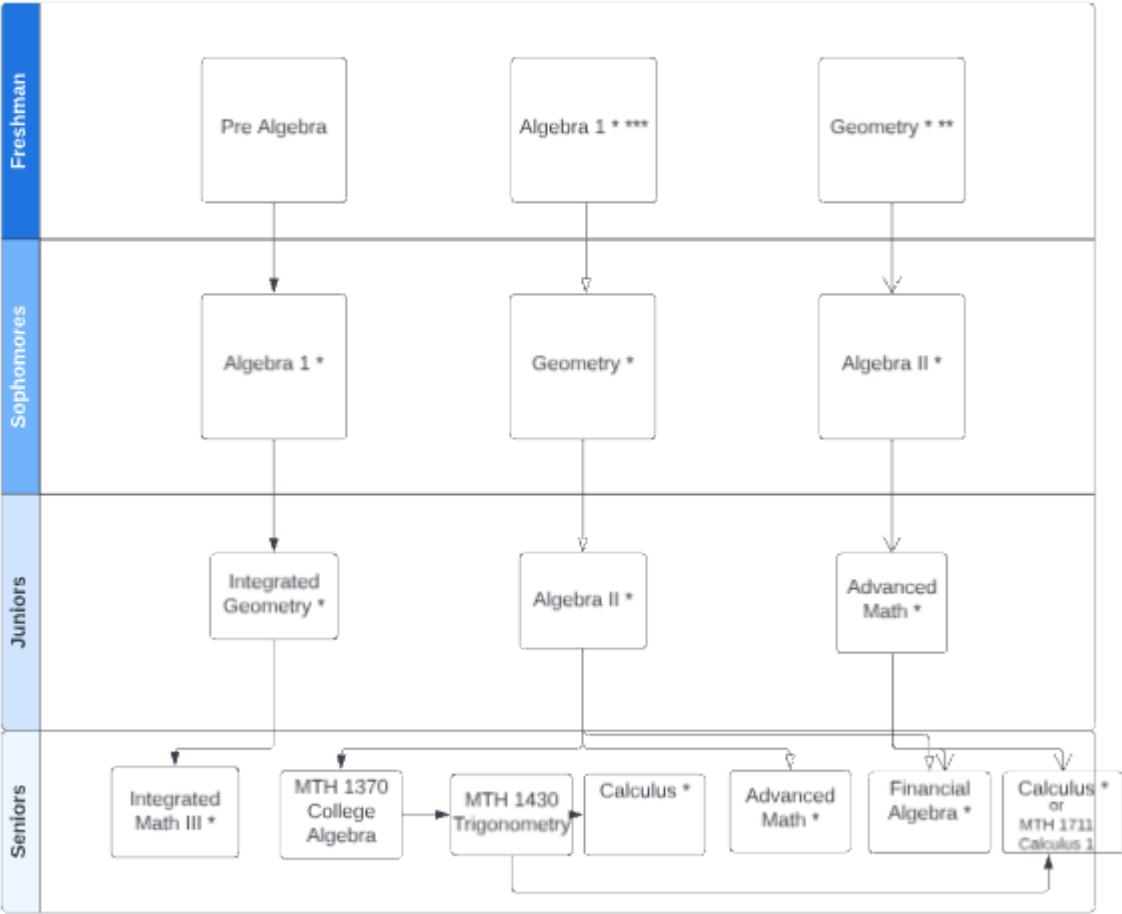 Freshman
Pre Algebra
Algebra 1 * ***
Geometry * **
Sophomores
Algebra 1 *
Geometry *
Algebra II *
Juniors
Integrated
Geometry *
Algebra II *
Advanced
Math *
Seniors
Integrated
Math III *
MTH 1370
College
Algebra
MTH 1430
Trigonometry
Calculus *
Advanced
Math *
Financial
Algebra *
Calculus *
or
MTH 1711
Calculus 1